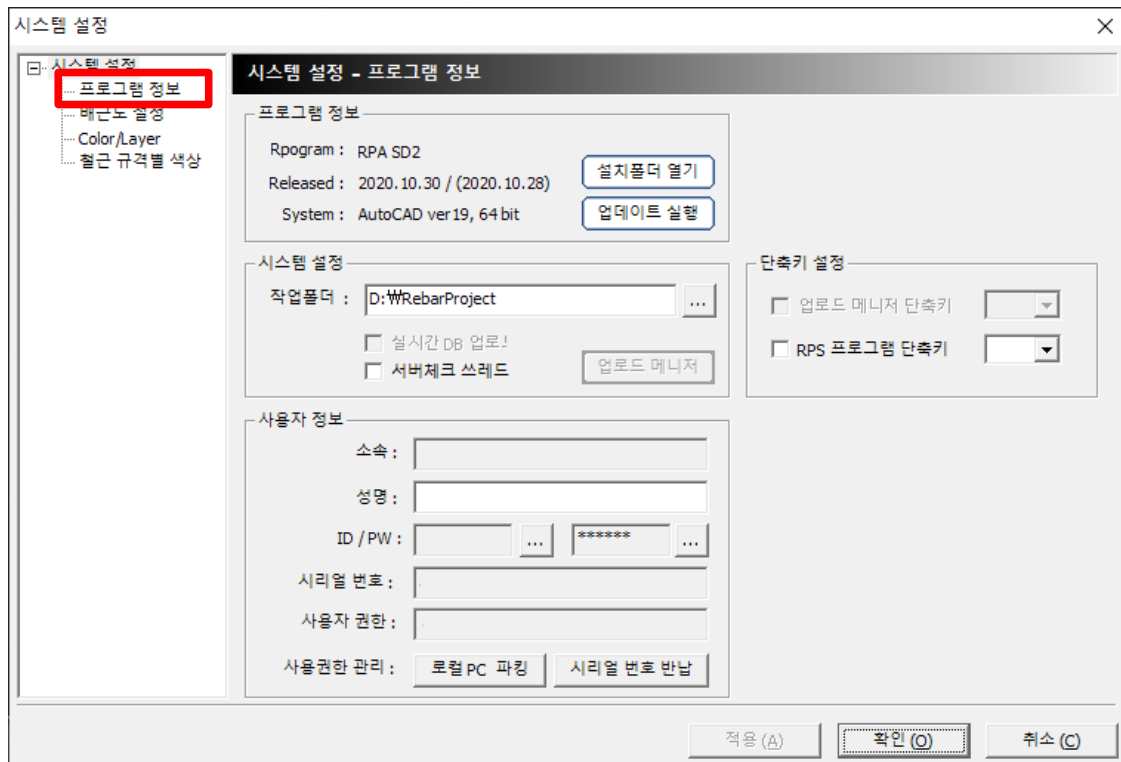 시스템 설정
시스템 설정
프로그램 정보
배근도 설정
Color/Layer
철근 규격별 색상
시스템 설정 - 프로그램 정보
프로그램 정보
Rpogram : RPA SD2
Released : 2020.10.30 / (2020.10.28)
System : AutoCAD ver19, 64bit
설치폴더 열기
업데이트 실행
시스템 설정
작업폴더 : D:₩RebarProject ...
실시간 DB 업로
서버체크 쓰레드
업로드 메니저
단축키 설정
업로드 메니저 단축키
RPS 프로그램 단축키
사용자 정보
소속 :
성명 :
ID / PW : ... ****** ...
시리얼 번호 :
사용자 권한 :
사용권한 관리 : 로컬PC 파킹 시리얼 번호 반납
적용(A) 확인(O) 취소(C)